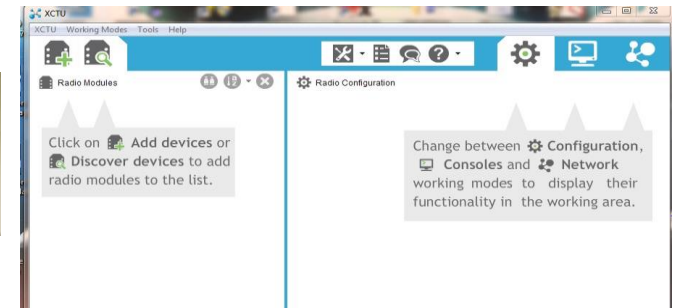 XCTU
XCTU Working Modes Tools Help
Radio Modules
Radio Configuration
Click on Add devices or
Discover devices to add
radio modules to the list.
Change between Configuration,
Consoles and Network
working modes to display their
functionality in the working area.